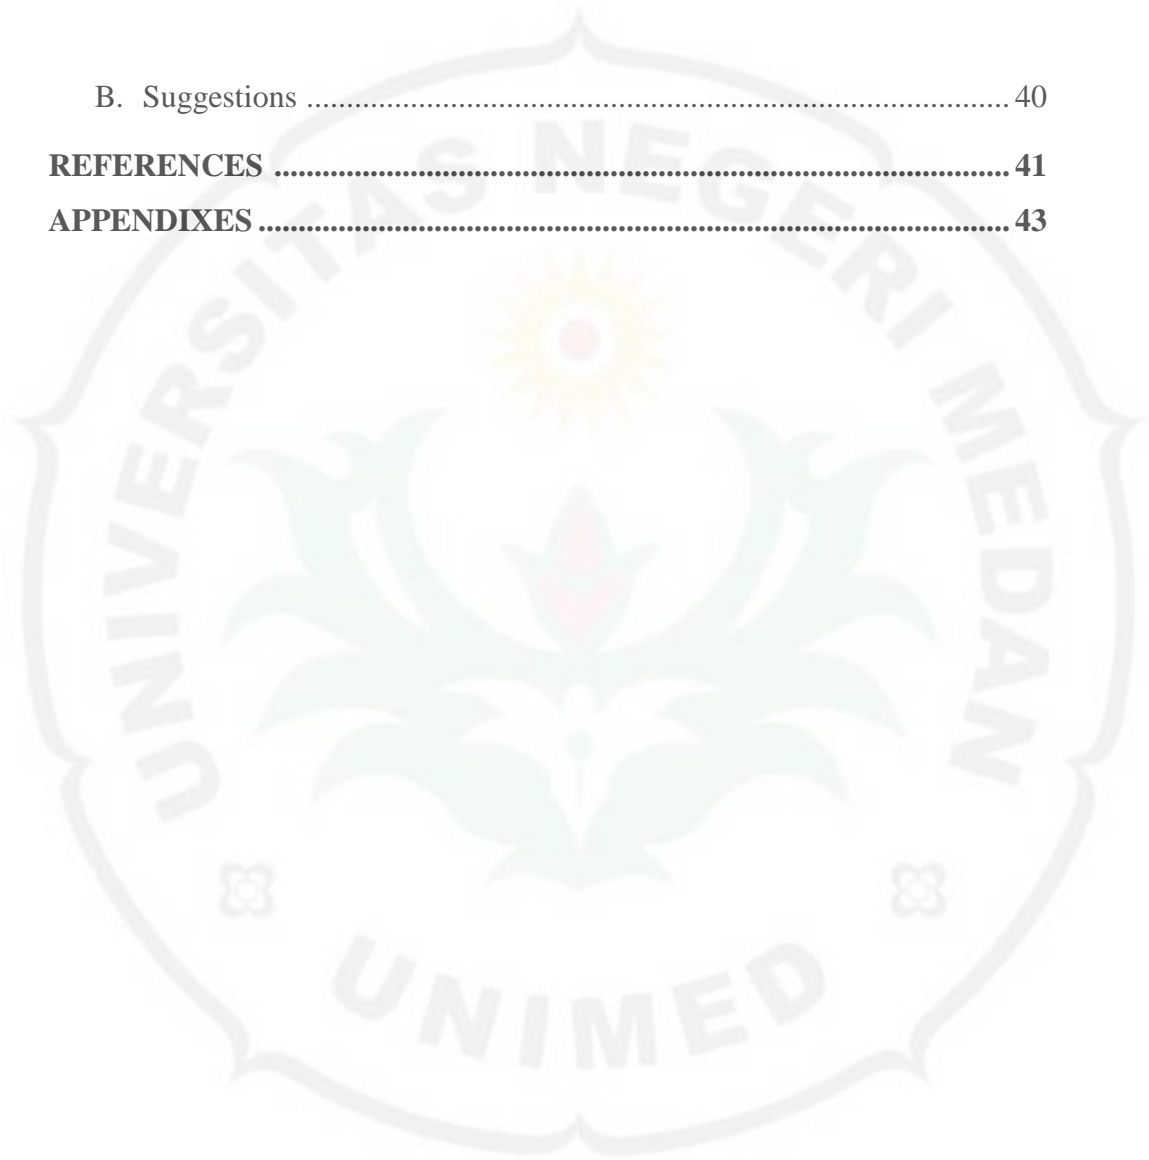 B. Suggestions ........................................................................... 40
REFERENCES ............................................................................. 41
APPENDIXES ............................................................................... 43
UNIVERSITAS NEGERI MEDAN
UNIMED